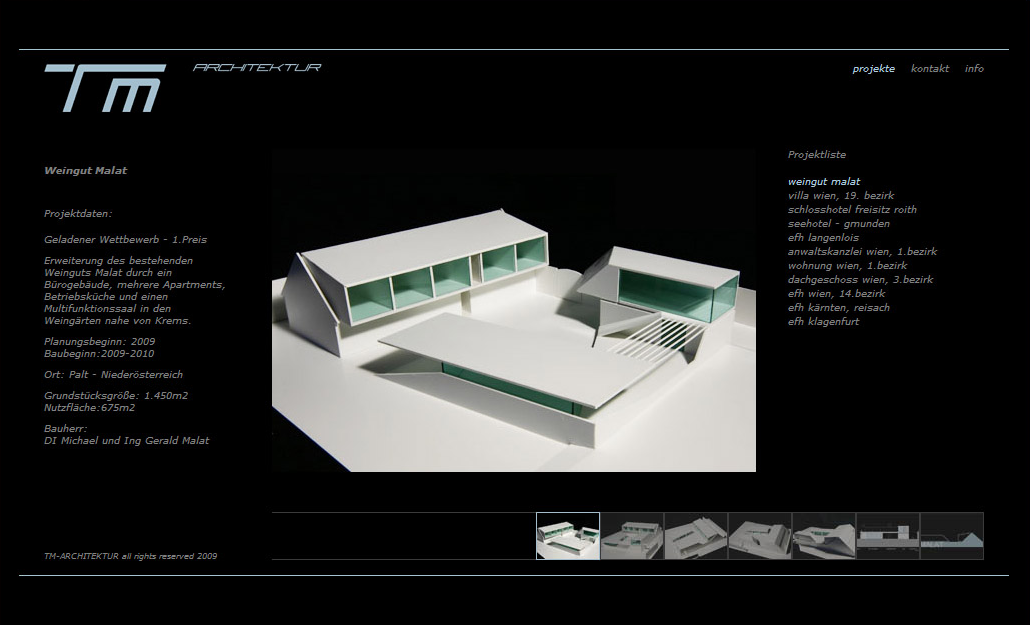 Tm ARCHITEKTUR
projekte kontakt info
Weingut Malat
Projektdaten:
Geladener Wettbewerb - 1.Preis
Erweiterung des bestehenden
Weinguts Malat durch ein
Bürogebäude, mehrere Apartments,
Betriebsküche und einen
Multifunktionssaal in den
Weingärten nahe von Krems.
Planungsbeginn: 2009
Baubeginn:2009-2010
Ort: Palt - Niederösterreich
Grundstücksgröße: 1.450m2
Nutzfläche:675m2
Bauherr:
DI Michael und Ing Gerald Malat
Projektliste
weingut malat
villa wien, 19. bezirk
schlosshotel freisitz roith
seehotel - gmunden
efh langenlois
anwaltskanzlei wien, 1.bezirk
wohnung wien, 1.bezirk
dachgeschoss wien, 3.bezirk
efh wien, 14.bezirk
efh kärnten, reisach
efh klagenfurt
TM-ARCHITEKTUR all rights reserved 2009